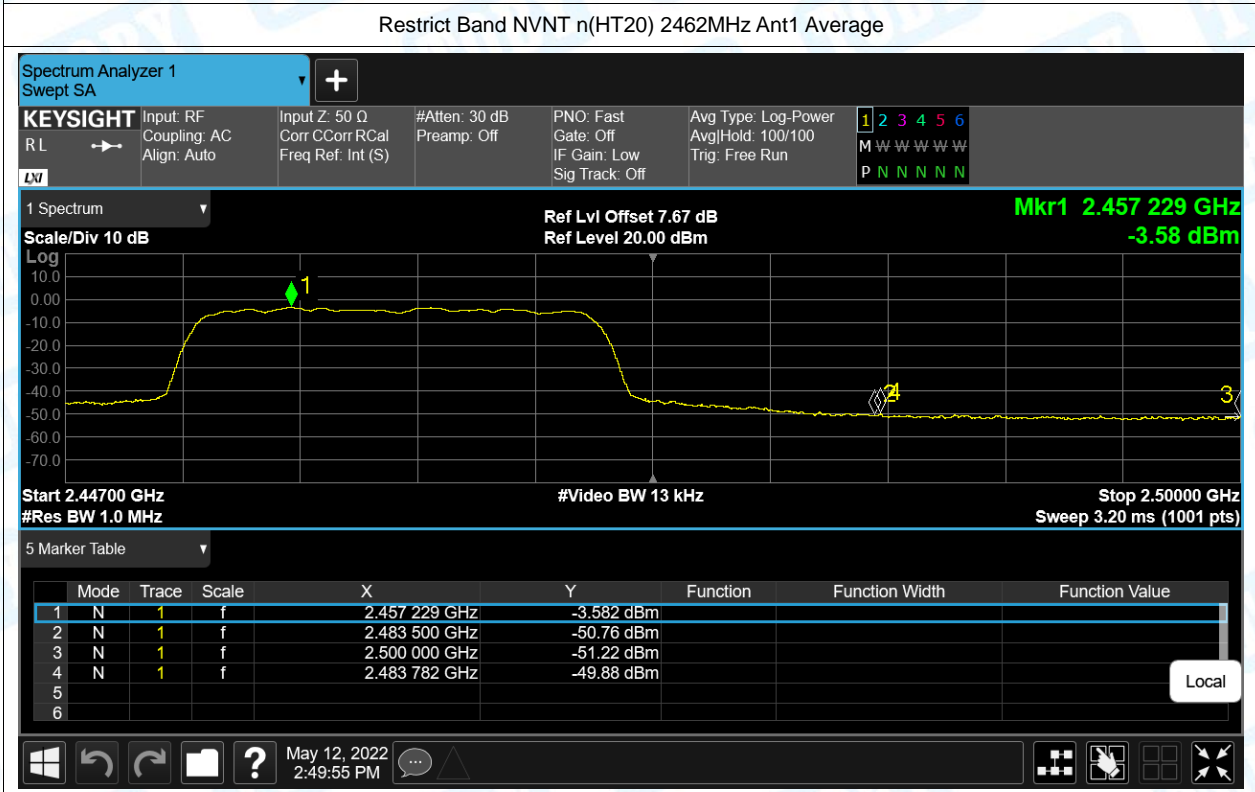 Restrict Band NVNT n(HT20) 2462MHz Ant1 Average
Spectrum Analyzer 1
Swept SA
KEYSIGHT
R L
LXI
Input: RF
Coupling: AC
Align: Auto
Input Z: 50 Ω
Corr CCorr RCal
Freq Ref: Int (S)
#Atten: 30 dB
Preamp: Off
PNO: Fast
Gate: Off
IF Gain: Low
Sig Track: Off
Avg Type: Log-Power
Avg|Hold: 100/100
Trig: Free Run
1 2 3 4 5 6
M W W W W W W
P N N N N N N
1 Spectrum
Scale/Div 10 dB
Ref Lvl Offset 7.67 dB
Ref Level 20.00 dBm
Mkr1 2.457 229 GHz
-3.58 dBm
Log
10.0
0.00
-10.0
-20.0
-30.0
-40.0
-50.0
-60.0
-70.0
1
2
4
3
Start 2.44700 GHz
#Res BW 1.0 MHz
#Video BW 13 kHz
Stop 2.50000 GHz
Sweep 3.20 ms (1001 pts)
5 Marker Table
Mode Trace Scale X Y Function Function Width Function Value
1 N 1 f 2.457 229 GHz -3.582 dBm
2 N 1 f 2.483 500 GHz -50.76 dBm
3 N 1 f 2.500 000 GHz -51.22 dBm
4 N 1 f 2.483 782 GHz -49.88 dBm
5
6
Local
?
May 12, 2022
2:49:55 PM